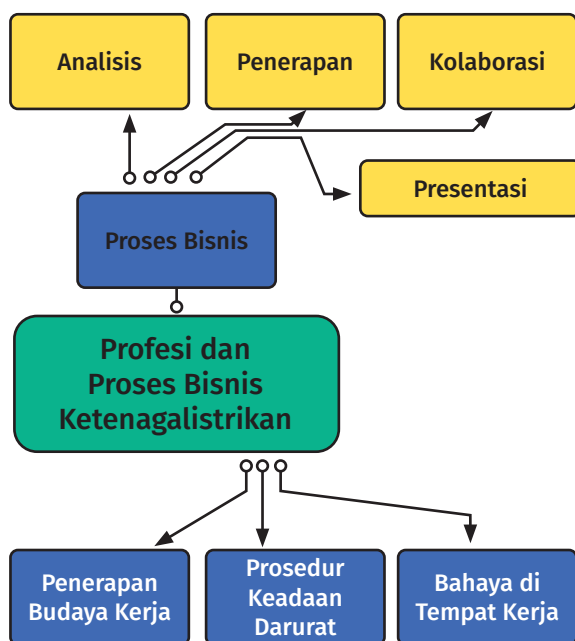 Analisis
Penerapan
Kolaborasi
Presentasi
Proses Bisnis
Profesi dan
Proses Bisnis
Ketenagalistrikan
Penerapan
Budaya Kerja
Prosedur
Keadaan
Darurat
Bahaya di
Tempat Kerja